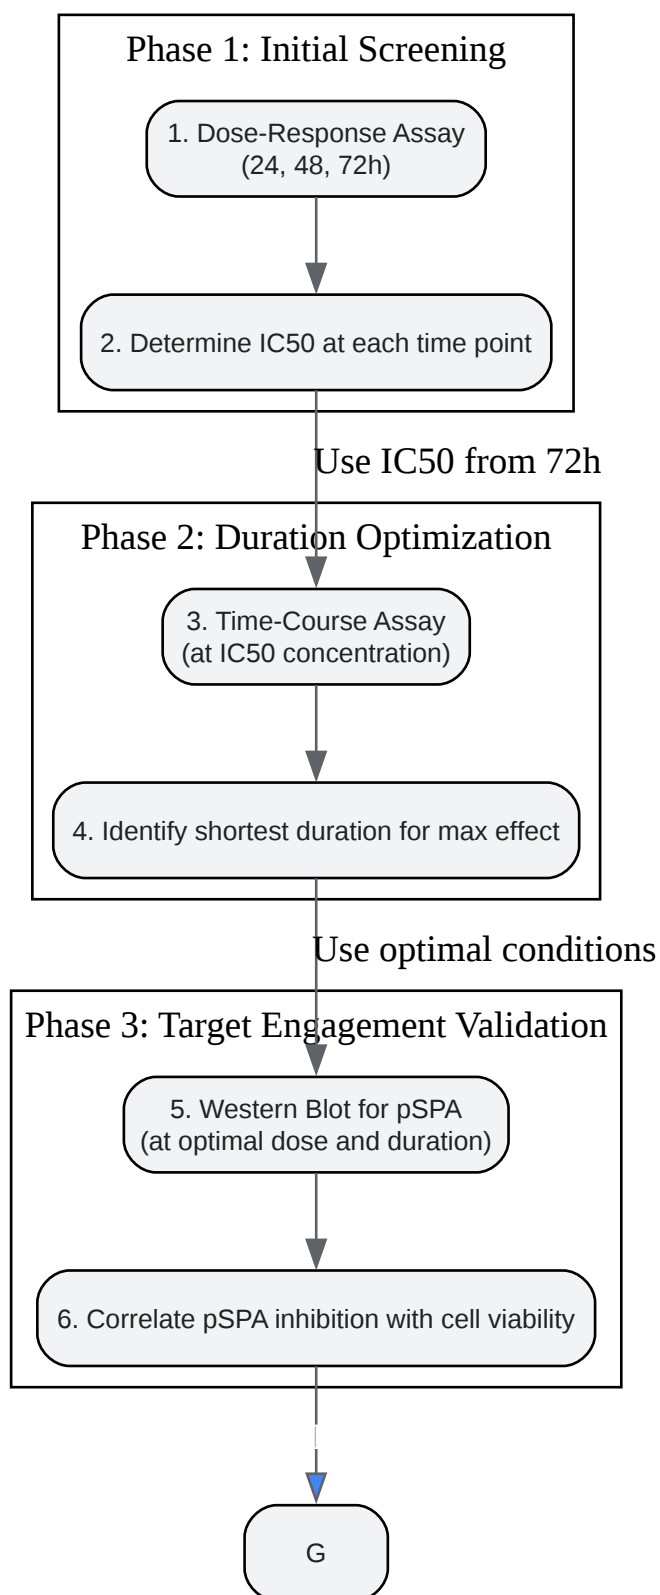 Phase 1: Initial Screening
1. Dose-Response Assay
(24, 48, 72h)
2. Determine IC50 at each time point
Use IC50 from 72h
Phase 2: Duration Optimization
3. Time-Course Assay
(at IC50 concentration)
4. Identify shortest duration for max effect
Use optimal conditions
Phase 3: Target Engagement Validation
5. Western Blot for pSPA
(at optimal dose and duration)
6. Correlate pSPA inhibition with cell viability
G